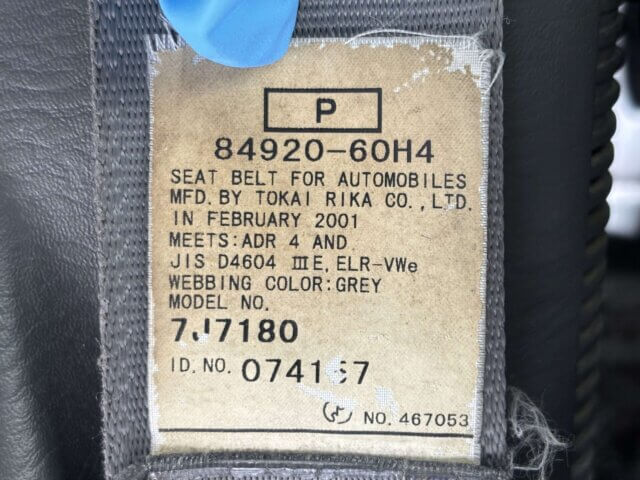 P
84920-60H4
SEAT BELT FOR AUTOMOBILES
MFD. BY TOKAI RIKA CO., LTD.
IN FEBRUARY 2001
MEETS:ADR 4 AND
JIS D4604 ⅢE, ELR-VWe
WEBBING COLOR:GREY
MODEL NO.
7J7180
ID. NO.
NO. 467053